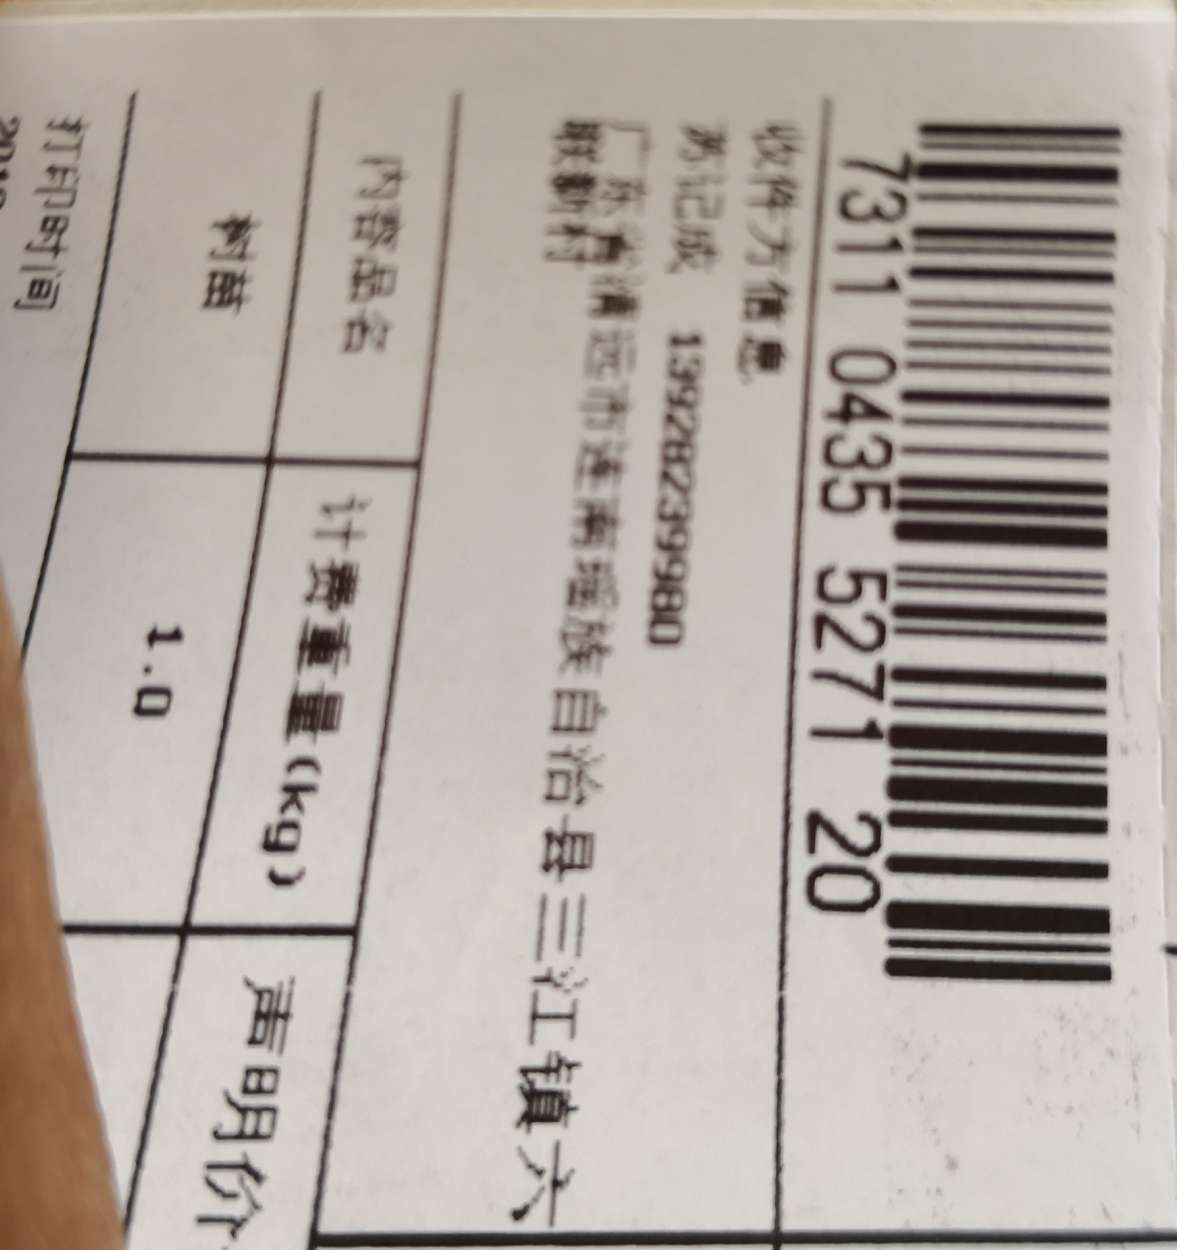 7311 0435 5271 20
收件方信息
苏记成 13928239980
广东省清远市连南瑶族自治县三江镇六
联新村
内容品名 计费重量(kg) 声明价
树苗 1.0
打印时间